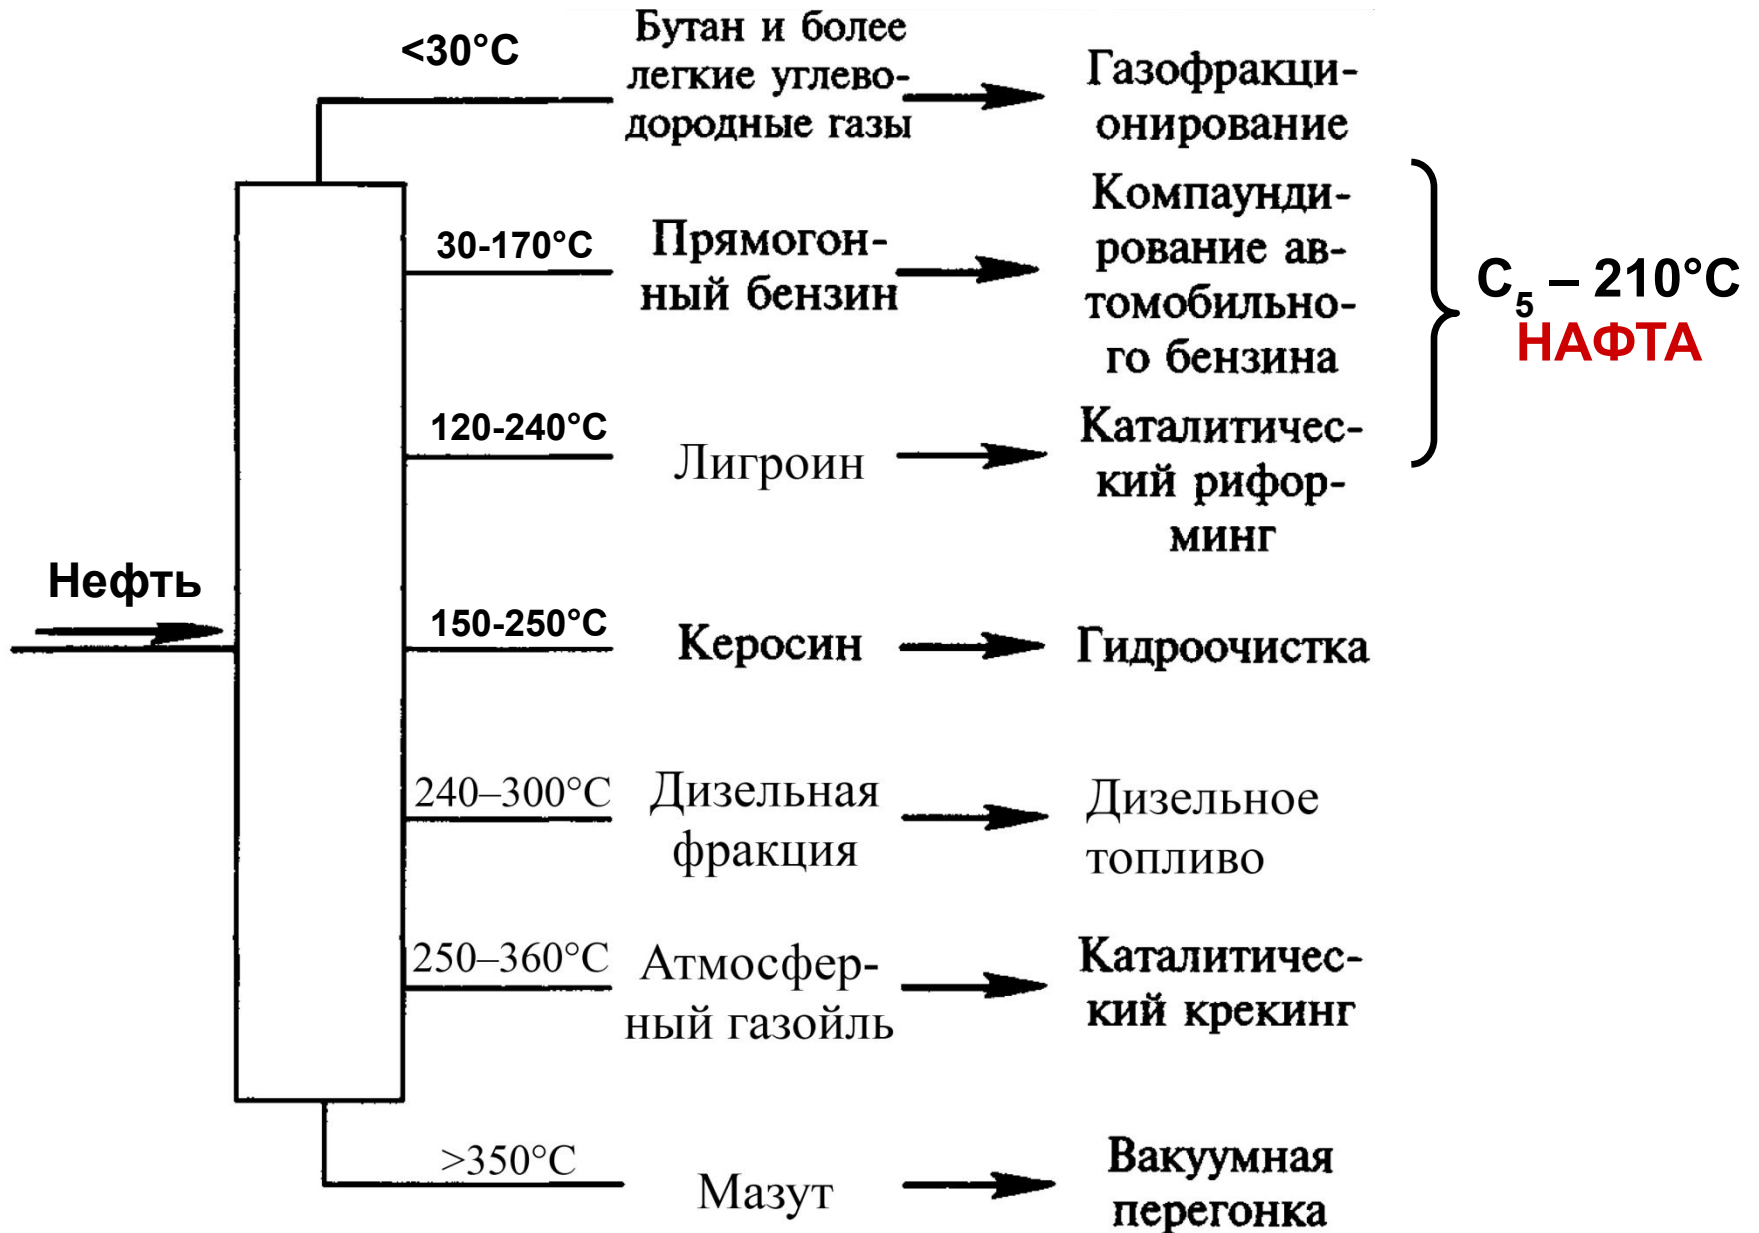 <30°C
Бутан и более
легкие углево-
дородные газы
Газофракци-
онирование
30-170°C
Прямогон-
ный бензин
Компаунди-
рование ав-
томобильно-
го бензина
C5 – 210°C
НАФТА
120-240°C
Лигроин
Каталитичес-
кий рифор-
минг
Нефть
150-250°C
Керосин
Гидроочистка
240–300°C
Дизельная
фракция
Дизельное
топливо
250–360°C
Атмосфер-
ный газойль
Каталитичес-
кий крекинг
>350°C
Мазут
Вакуумная
перегонка